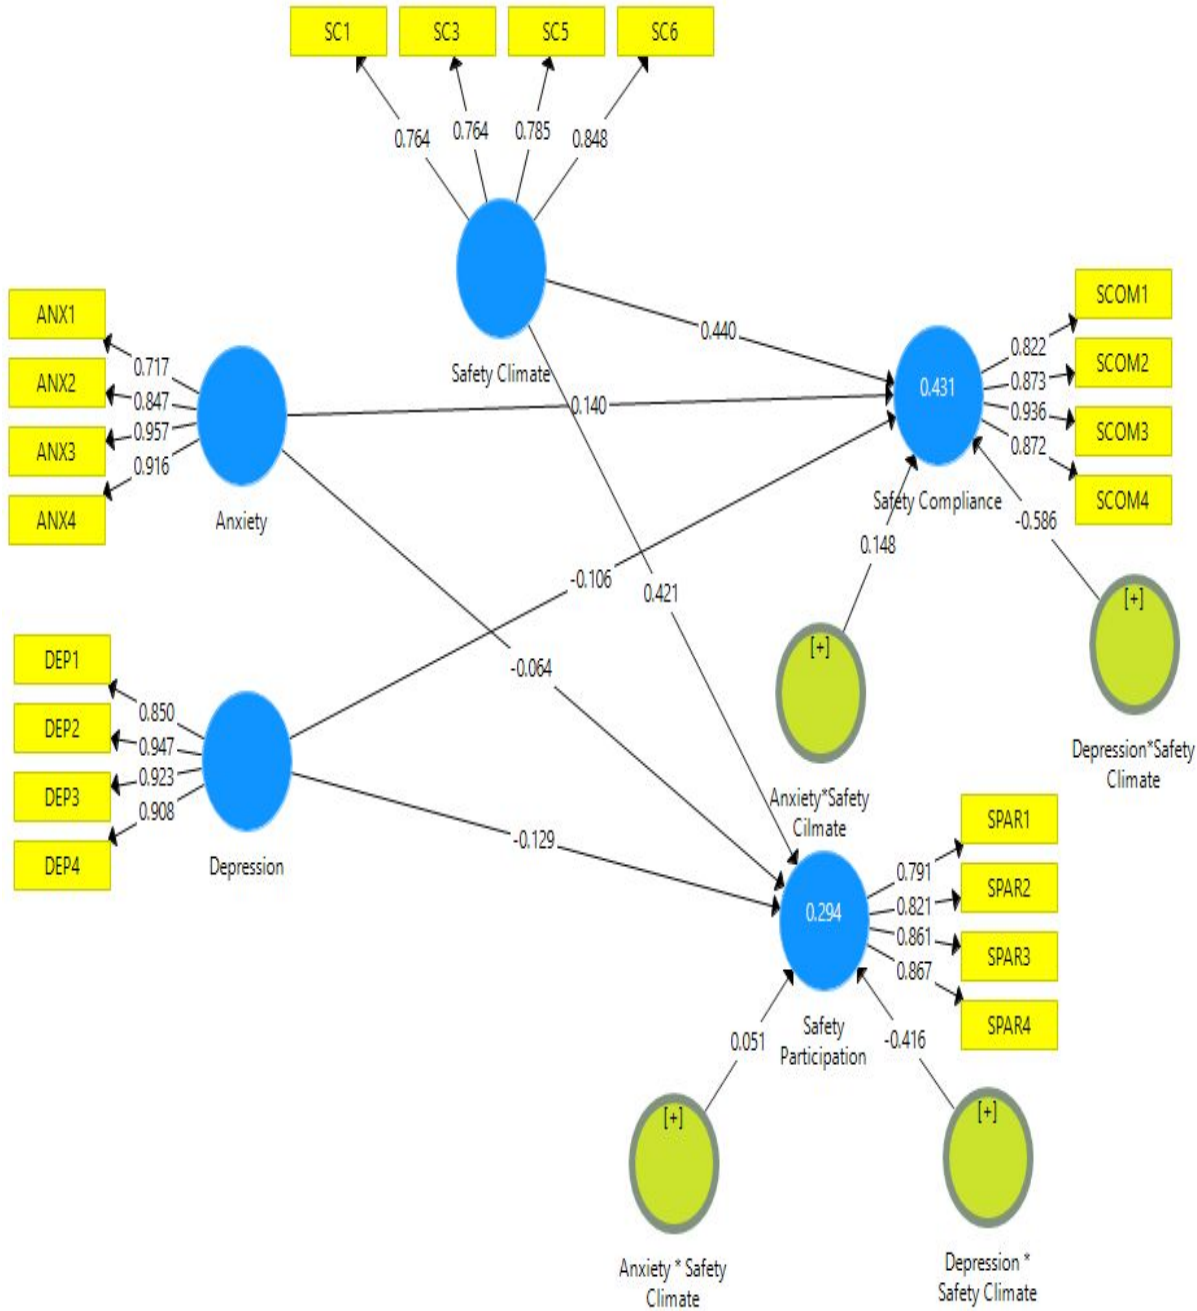 SC1 SC3 SC5 SC6
0.764 0.764 0.785 0.848
Safety Climate
ANX1
ANX2
ANX3
ANX4
0.717
0.847
0.957
0.916
Anxiety
0.440
0.140
-0.106
0.421
-0.064
-0.129
0.431
Safety Compliance
SCOM1
SCOM2
SCOM3
SCOM4
0.822
0.873
0.936
0.872
0.148
-0.586
[+]
Anxiety*Safety
Cilmate
[+]
Depression*Safety
Climate
DEP1
DEP2
DEP3
DEP4
0.850
0.947
0.923
0.908
Depression
0.294
Safety
Participation
SPAR1
SPAR2
SPAR3
SPAR4
0.791
0.821
0.861
0.867
0.051
-0.416
[+]
Anxiety * Safety
Climate
[+]
Depression *
Safety Climate